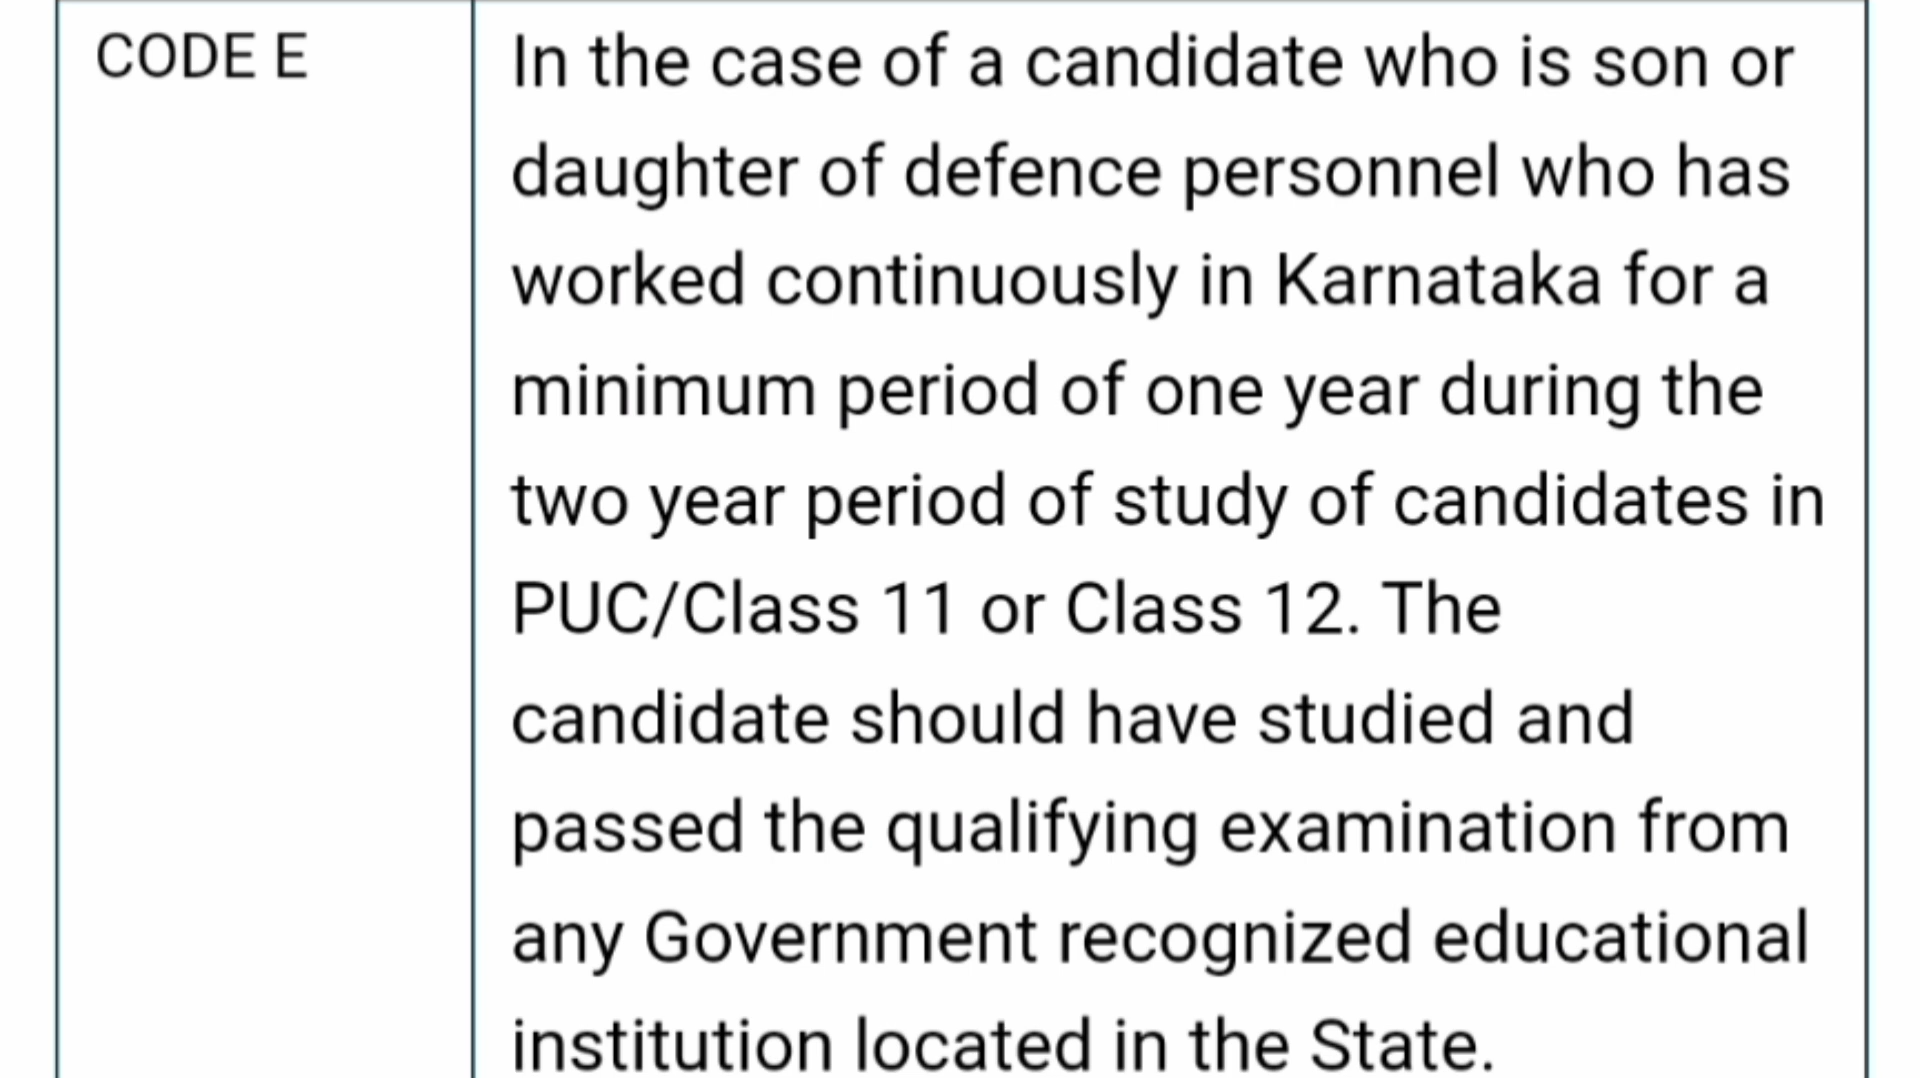 CODE E
In the case of a candidate who is son or
daughter of defence personnel who has
worked continuously in Karnataka for a
minimum period of one year during the
two year period of study of candidates in
PUC/Class 11 or Class 12. The
candidate should have studied and
passed the qualifying examination from
any Government recognized educational
institution located in the State.